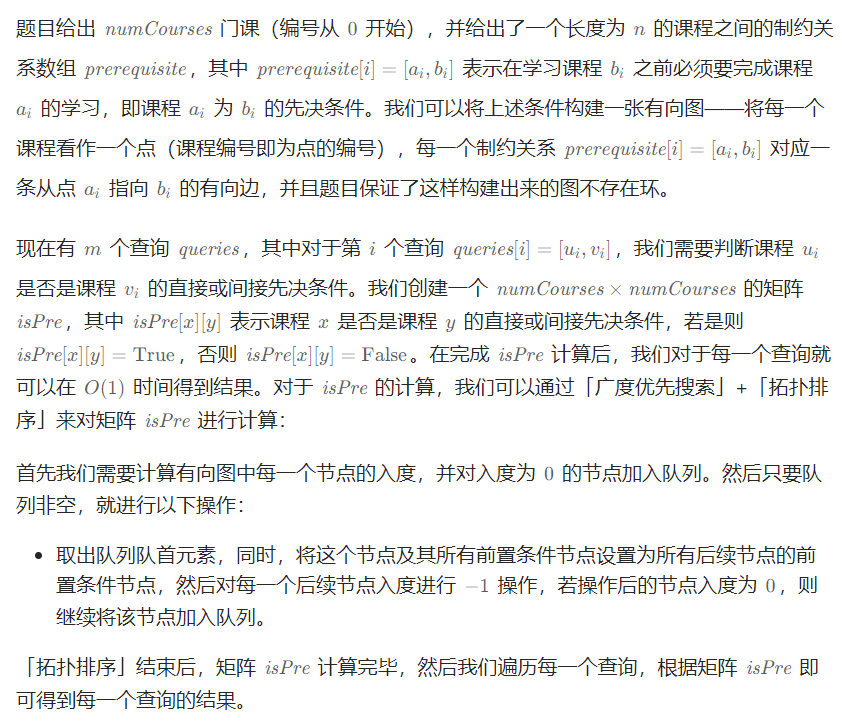 题目给出 numCourses 门课（编号从 0 开始），并给出了一个长度为 n 的课程之间的制约关
系数组 prerequisite，其中 prerequisite[i] = [a_i, b_i] 表示在学习课程 b_i 之前必须要完成课程
a_i 的学习，即课程 a_i 为 b_i 的先决条件。我们可以将上述条件构建一张有向图——将每一个
课程看作一个点（课程编号即为点的编号），每一个制约关系 prerequisite[i] = [a_i, b_i] 对应一
条从点 a_i 指向 b_i 的有向边，并且题目保证了这样构建出来的图不存在环。
现在有 m 个查询 queries，其中对于第 i 个查询 queries[i] = [u_i, v_i]，我们需要判断课程 u_i
是否是课程 v_i 的直接或间接先决条件。我们创建一个 numCourses × numCourses 的矩阵
isPre，其中 isPre[x][y] 表示课程 x 是否是课程 y 的直接或间接先决条件，若是则
isPre[x][y] = True，否则 isPre[x][y] = False。在完成 isPre 计算后，我们对于每一个查询就
可以在 O(1) 时间得到结果。对于 isPre 的计算，我们可以通过「广度优先搜索」+「拓扑排
序」来对矩阵 isPre 进行计算：
首先我们需要计算有向图中每一个节点的入度，并对入度为 0 的节点加入队列。然后只要队
列非空，就进行以下操作：
• 取出队列队首元素，同时，将这个节点及其所有前置条件节点设置为所有后续节点的前
置条件节点，然后对每一个后续节点入度进行 −1 操作，若操作后的节点入度为 0，则
继续将该节点加入队列。
「拓扑排序」结束后，矩阵 isPre 计算完毕，然后我们遍历每一个查询，根据矩阵 isPre 即
可得到每一个查询的结果。